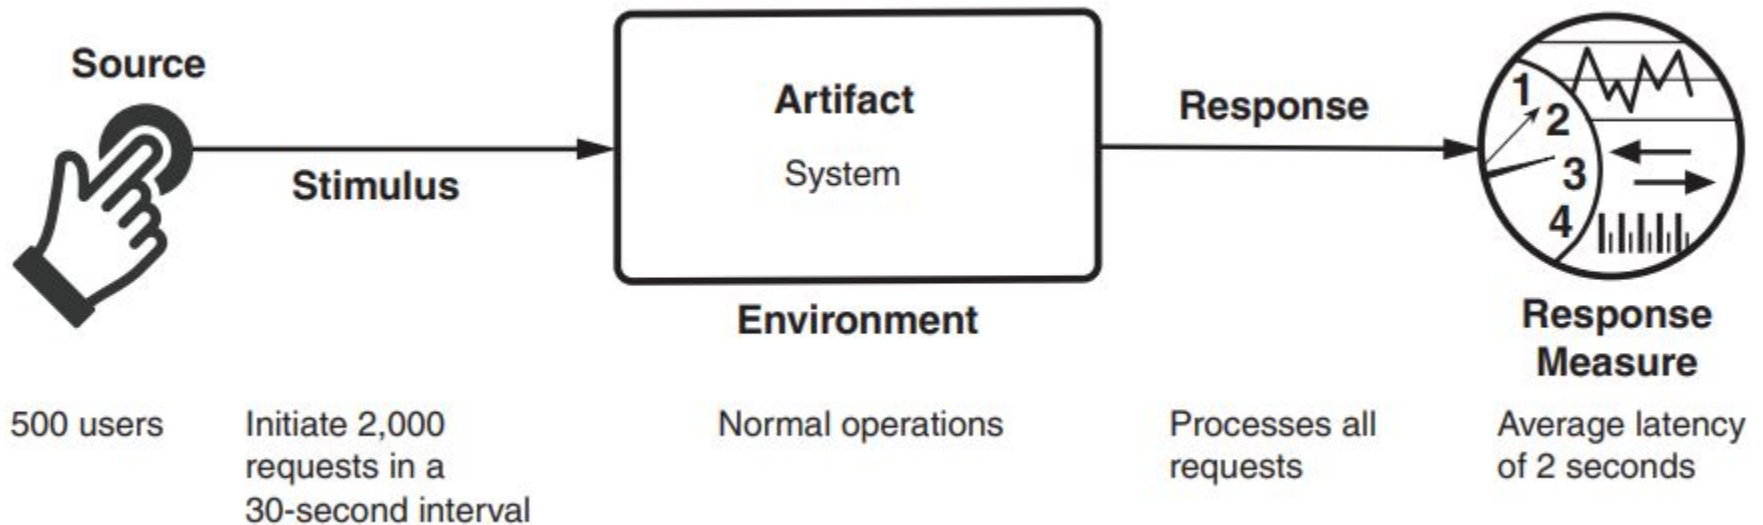 Source
Stimulus
Artifact
System
Environment
Response
1
2
3
4
Response
Measure
500 users
Initiate 2,000
requests in a
30-second interval
Normal operations
Processes all
requests
Average latency
of 2 seconds